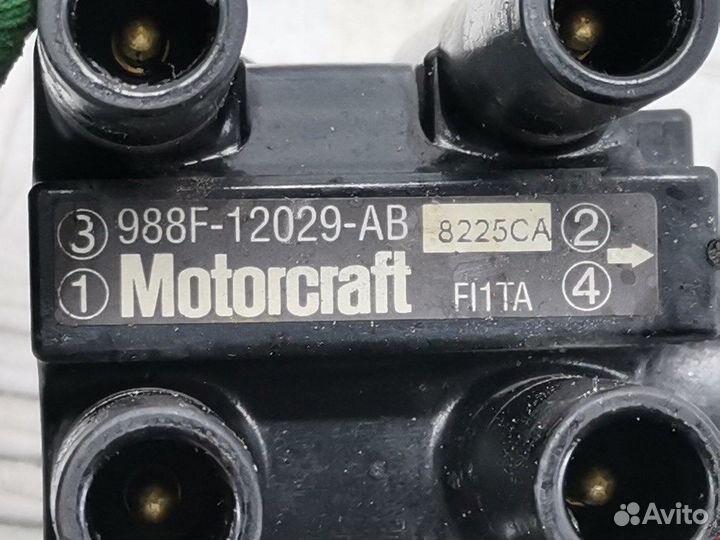 ③ 988F-12029-AB 8225CA ②
① Motorcraft FI1TA ④
Avito